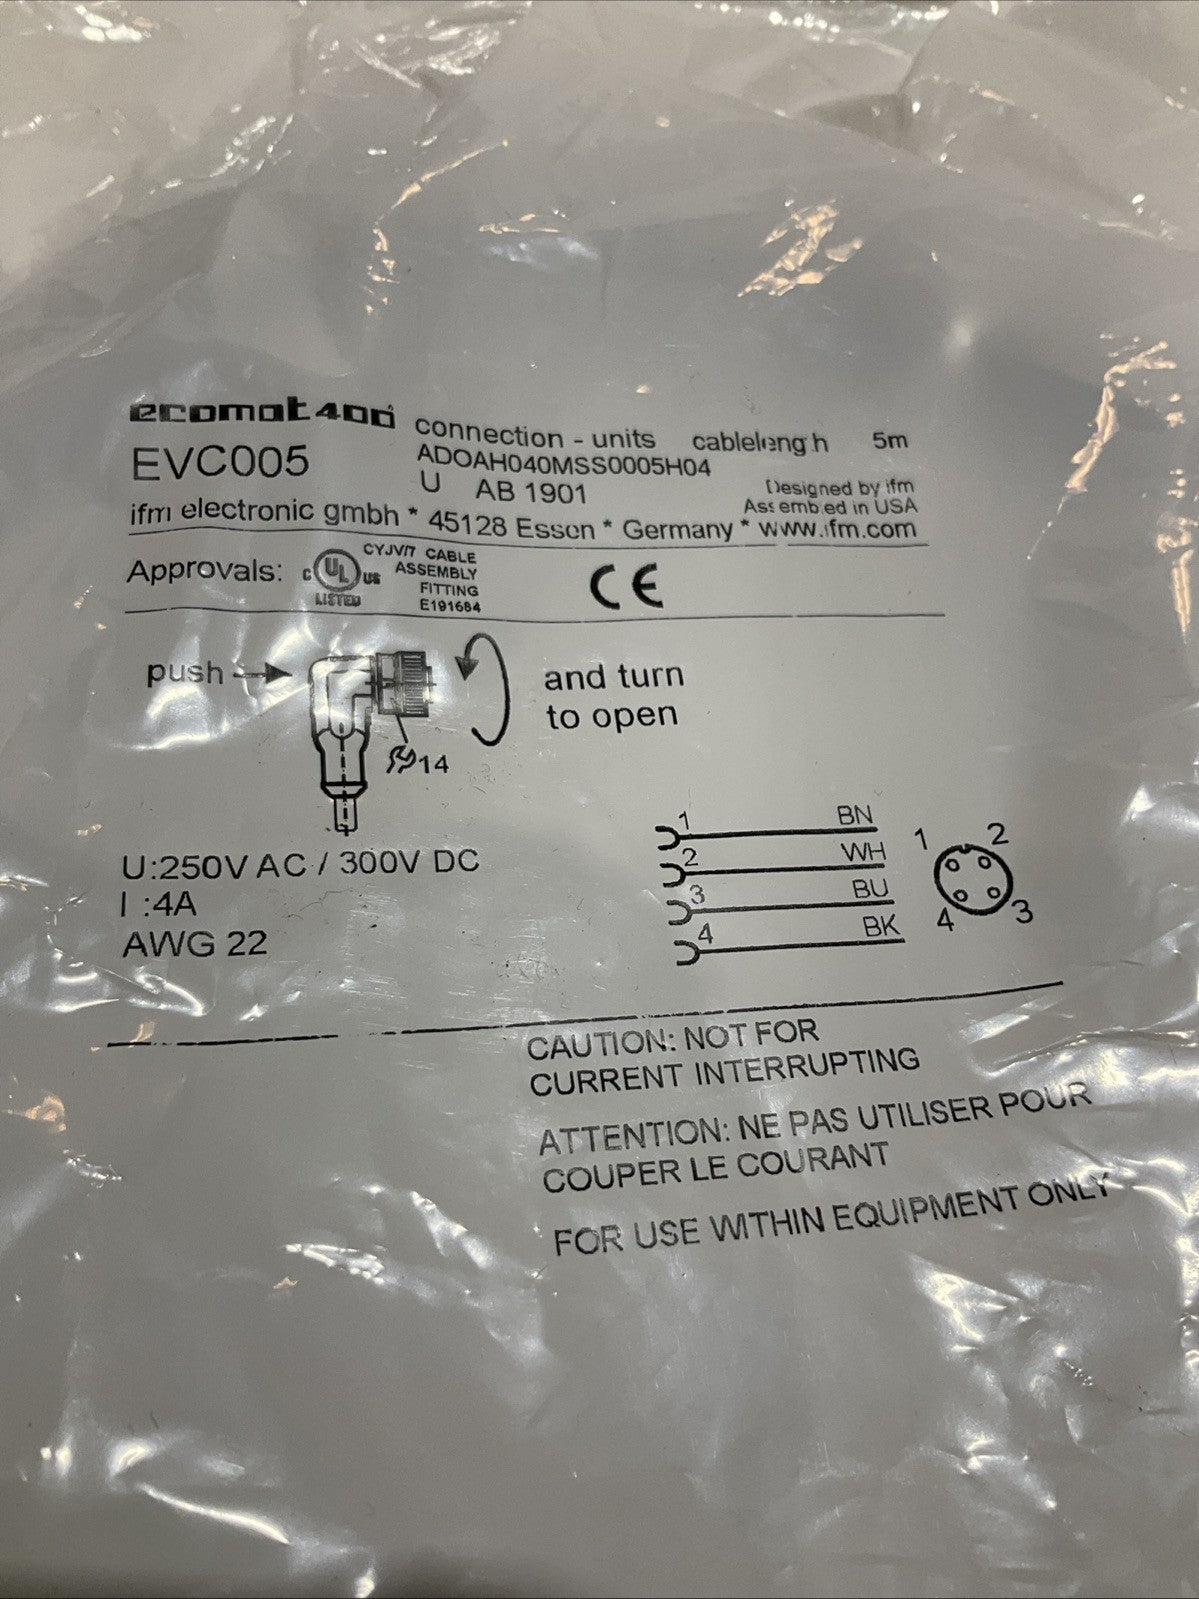 ecomat400 connection - units cablelength 5m
EVC005 ADOAH040MSS0005H04
U AB 1901 Designed by ifm
Assembled in USA
ifm electronic gmbh * 45128 Essen * Germany * www.ifm.com
Approvals: c UL us LISTED CYJV/7 CABLE
ASSEMBLY
FITTING
E191684
CE
push and turn
to open
14
U:250V AC / 300V DC
I :4A
AWG 22
1 BN
2 WH
3 BU
4 BK
1 2
4 3
CAUTION: NOT FOR
CURRENT INTERRUPTING
ATTENTION: NE PAS UTILISER POUR
COUPER LE COURANT
FOR USE WITHIN EQUIPMENT ONLY